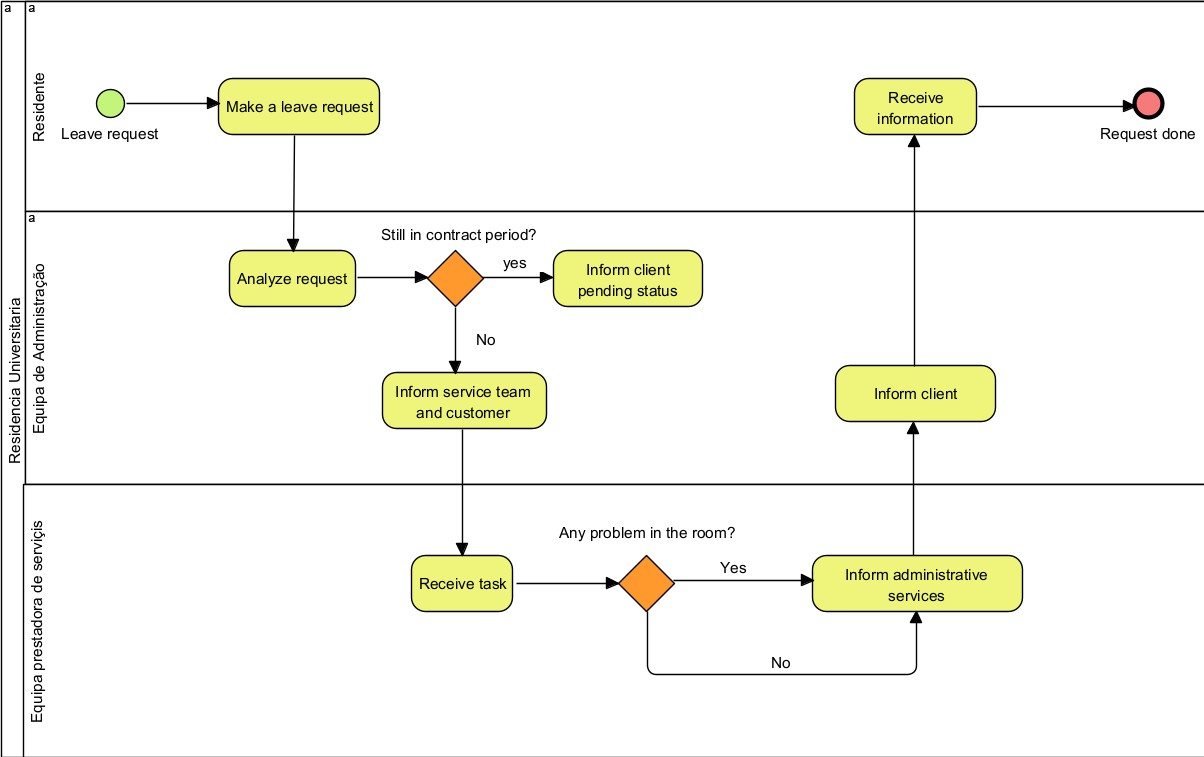 a
a
Residencia Universitaria
Residente
Leave request
Make a leave request
Receive
information
Request done
a
Equipa de Administração
Still in contract period?
Analyze request
yes
Inform client
pending status
No
Inform service team
and customer
Inform client
Equipa prestadora de serviçis
Any problem in the room?
Receive task
Yes
Inform administrative
services
No